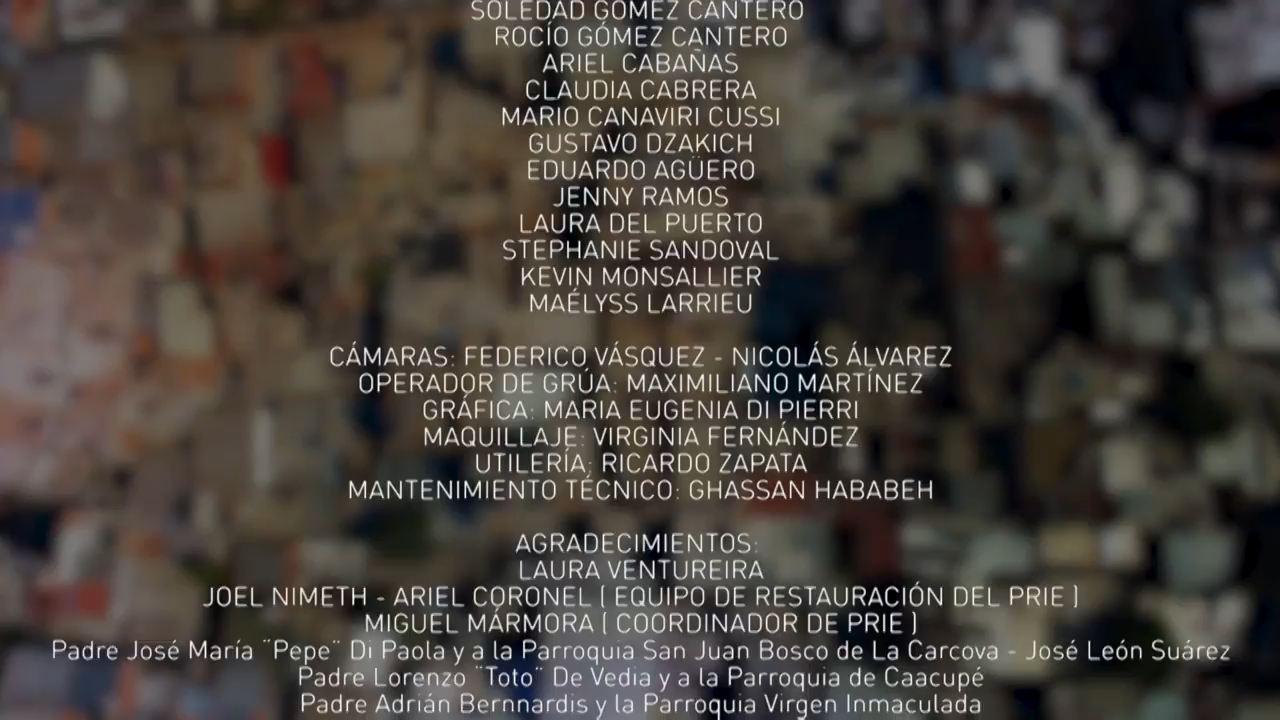 SOLEDAD GÓMEZ CANTERO
ROCÍO GÓMEZ CANTERO
ARIEL CABAÑAS
CLAUDIA CABRERA
MARIO CANAVIRI CUSSI
GUSTAVO DZAKICH
EDUARDO AGÜERO
JENNY RAMOS
LAURA DEL PUERTO
STEPHANIE SANDOVAL
KEVIN MONSALLIER
MAÉLYSS LARRIEU
CÁMARAS: FEDERICO VÁSQUEZ - NICOLÁS ÁLVAREZ
OPERADOR DE GRÚA: MAXIMILIANO MARTÍNEZ
GRÁFICA: MARIA EUGENIA DI PIERRI
MAQUILLAJE: VIRGINIA FERNÁNDEZ
UTILERÍA: RICARDO ZAPATA
MANTENIMIENTO TÉCNICO: GHASSAN HABABEH
AGRADECIMIENTOS:
LAURA VENTUREIRA
JOEL NIMETH - ARIEL CORONEL ( EQUIPO DE RESTAURACIÓN DEL PRIE )
MIGUEL MÁRMORA ( COORDINADOR DE PRIE )
Padre José María ¨Pepe¨ Di Paola y a la Parroquia San Juan Bosco de La Carcova - José León Suárez
Padre Lorenzo ¨Toto¨ De Vedia y a la Parroquia de Caacupé
Padre Adrián Bernnardis y la Parroquia Virgen Inmaculada